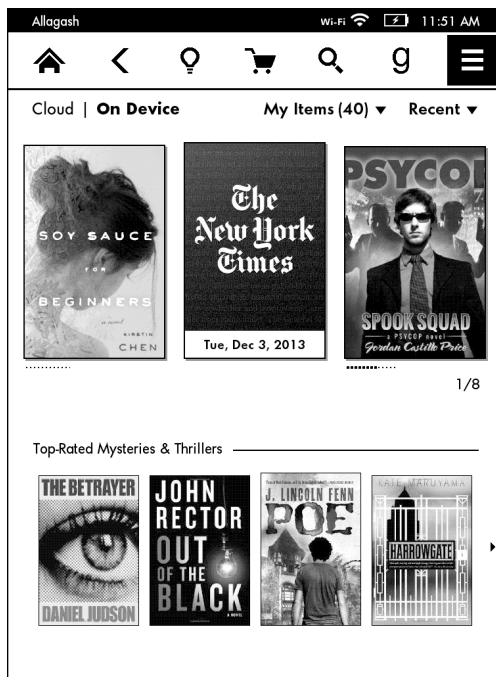 Allagash Wi-Fi 11:51 AM
g
Cloud | On Device My Items (40) Recent
SOY SAUCE
FOR
BEGINNERS
a novel
KIRSTIN
CHEN
The
New York
Times
Tue, Dec 3, 2013
PSYCOP
SPOOK SQUAD
a PSYCOP novel
Jordan Castillo Price
1/8
Top-Rated Mysteries & Thrillers
THE BETRAYER
DANIEL JUDSON
JOHN
RECTOR
OUT
OF THE
BLACK
A NOVEL
J. LINCOLN FENN
POE
KATE MARUYAMA
HARROWGATE